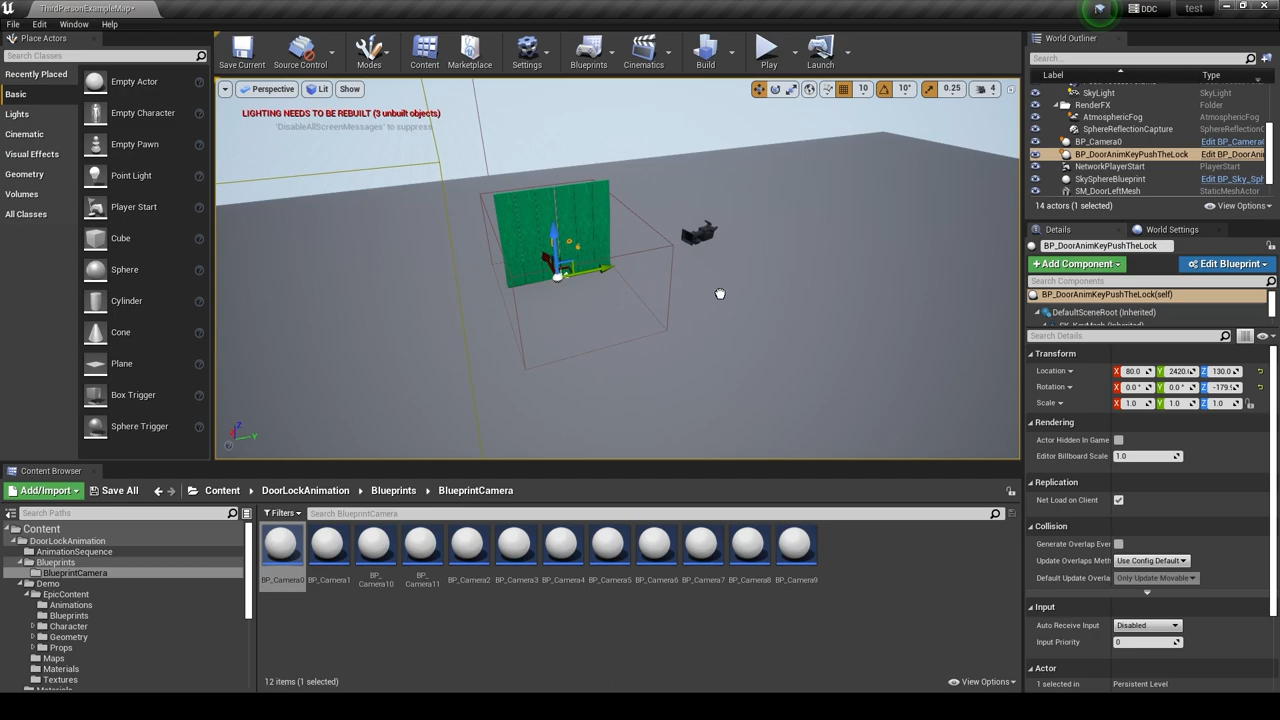 ThirdPersonExampleMap*
DDC
test
File
Edit
Window
Help
Place Actors
Search Classes
Recently Placed
Basic
Lights
Cinematic
Visual Effects
Geometry
Volumes
All Classes
Empty Actor
Empty Character
Empty Pawn
Point Light
Player Start
Cube
Sphere
Cylinder
Cone
Plane
Box Trigger
Sphere Trigger
Save Current
Source Control
Modes
Content
Marketplace
Settings
Blueprints
Cinematics
Build
Play
Launch
Perspective
Lit
Show
10
10°
0.25
4
LIGHTING NEEDS TO BE REBUILT (3 unbuilt objects)
'DisableAllScreenMessages' to suppress
Z
Y
World Outliner
Search...
Label
Type
SkyLight
SkyLight
RenderFX
Folder
AtmosphericFog
AtmosphericFog
SphereReflectionCapture
SphereReflection
BP_Camera0
Edit BP_Camera
BP_DoorAnimKeyPushTheLock
Edit BP_DoorAni
NetworkPlayerStart
PlayerStart
SkySphereBlueprint
Edit BP_Sky_Sph
SM_DoorLeftMesh
StaticMeshActor
14 actors (1 selected)
View Options
Details
World Settings
BP_DoorAnimKeyPushTheLock
Add Component
Edit Blueprint
Search Components
BP_DoorAnimKeyPushTheLock(self)
DefaultSceneRoot (Inherited)
Search Details
Transform
Location
X
80.0
Y
2420.
Z
130.0
Rotation
X
0.0 °
Y
0.0 °
Z
Scale
X
1.0
Y
1.0
Z
1.0
Rendering
Actor Hidden In Game
Editor Billboard Scale
1.0
Replication
Net Load on Client
Collision
Generate Overlap Ever
Update Overlaps Meth
Use Config Default
Default Update Overla
Only Update Movable
Input
Auto Receive Input
Disabled
Input Priority
0
Actor
1 selected in
Persistent Level
Content Browser
Add/Import
Save All
Content
DoorLockAnimation
Blueprints
BlueprintCamera
Search Paths
Filters
Search BlueprintCamera
Content
DoorLockAnimation
AnimationSequence
Blueprints
BlueprintCamera
Demo
EpicContent
Animations
Blueprints
Character
Geometry
Props
Maps
Materials
Textures
Materials
BP_Camera0
BP_Camera1
BP_
Camera10
BP_
Camera11
BP_Camera2
BP_Camera3
BP_Camera4
BP_Camera5
BP_Camera6
BP_Camera7
BP_Camera8
BP_Camera9
12 items (1 selected)
View Options